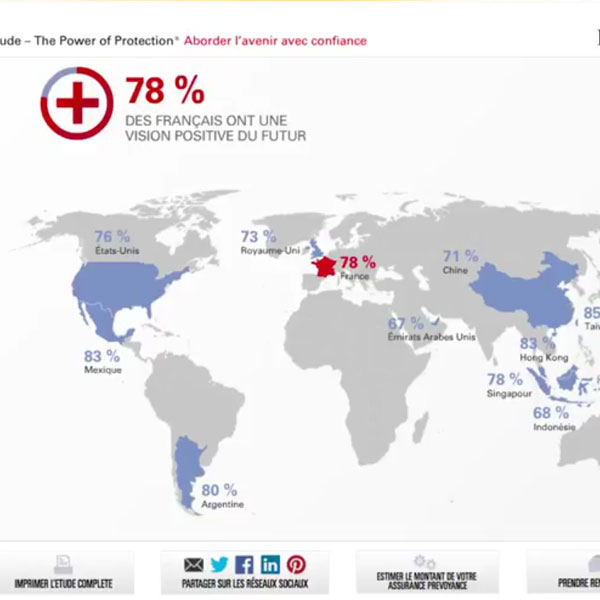 ude – The Power of Protection® Aborder l'avenir avec confiance
78 %
DES FRANÇAIS ONT UNE
VISION POSITIVE DU FUTUR
76 %
États-Unis
73 %
Royaume-Uni
78 %
France
71 %
Chine
85
Taï
67 %
Émirats Arabes Unis
83 %
Hong Kong
83 %
Mexique
78 %
Singapour
68 %
Indonésie
80 %
Argentine
IMPRIMER L'ETUDE COMPLETE
PARTAGER SUR LES RÉSEAUX SOCIAUX
ESTIMER LE MONTANT DE VOTRE
ASSURANCE PREVOYANCE
PRENDRE REN